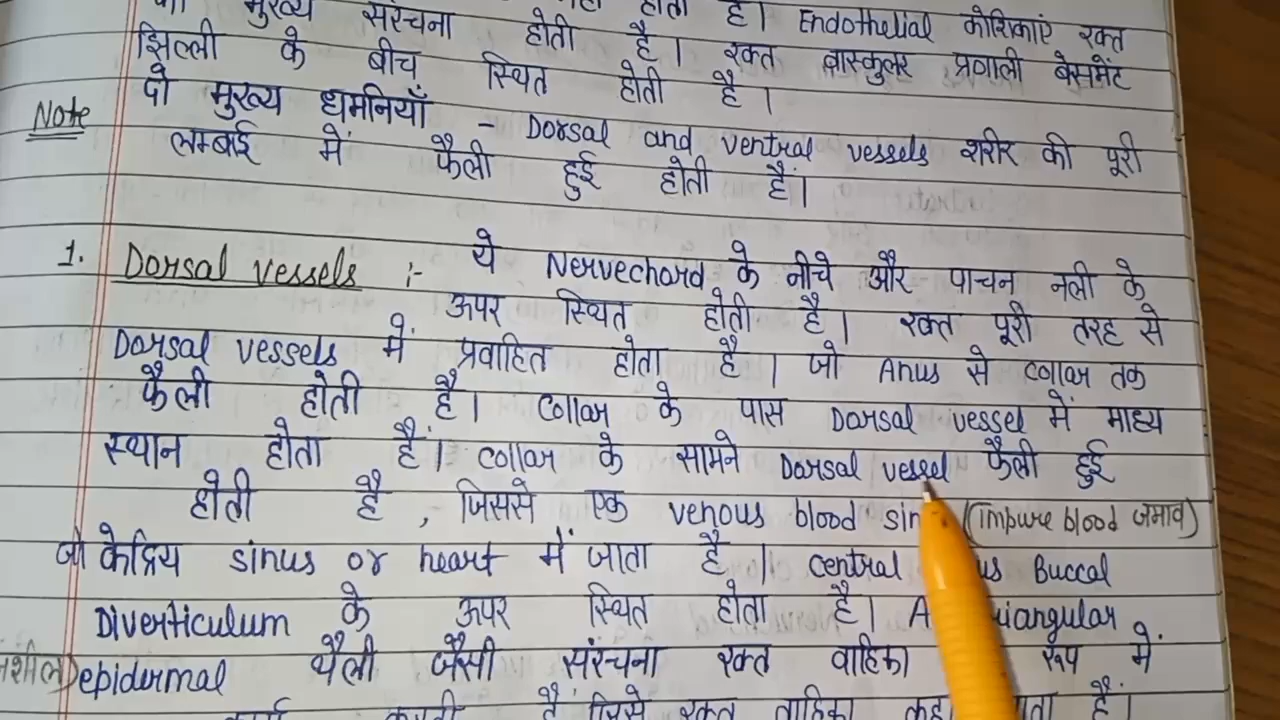 मुख्य संरचना होती है। Endothelial कोशिकाएं रक्त
झिल्ली के बीच स्थित होती है। रक्त वास्कुलर प्रणाली बेसमेंट
Note दो मुख्य धमनियाँ - Dorsal and ventral vessels शरीर की पूरी
लम्बाई में फैली हुई होती हैं।
1. Dorsal vessels :- ये Nervechord के नीचे और पाचन नली के
ऊपर स्थित होती है। रक्त पूरी तरह से
Dorsal vessels में प्रवाहित होता है। जो Anus से collar तक
फैली होती है। collar के पास Dorsal vessel में माध्य
स्थान होता हैं। collar के सामने Dorsal vessel फैली हुई
होती है, जिससे एक venous blood (impure blood जमाव)
जो केद्रिय sinus or heart में जाता है। central Buccal
Diverticulum के ऊपर स्थित होता है।
epidermal थैली जैसी संरचना रक्त वाहिका रूप में
हैं जिसे रक्त वाहिका हैं।